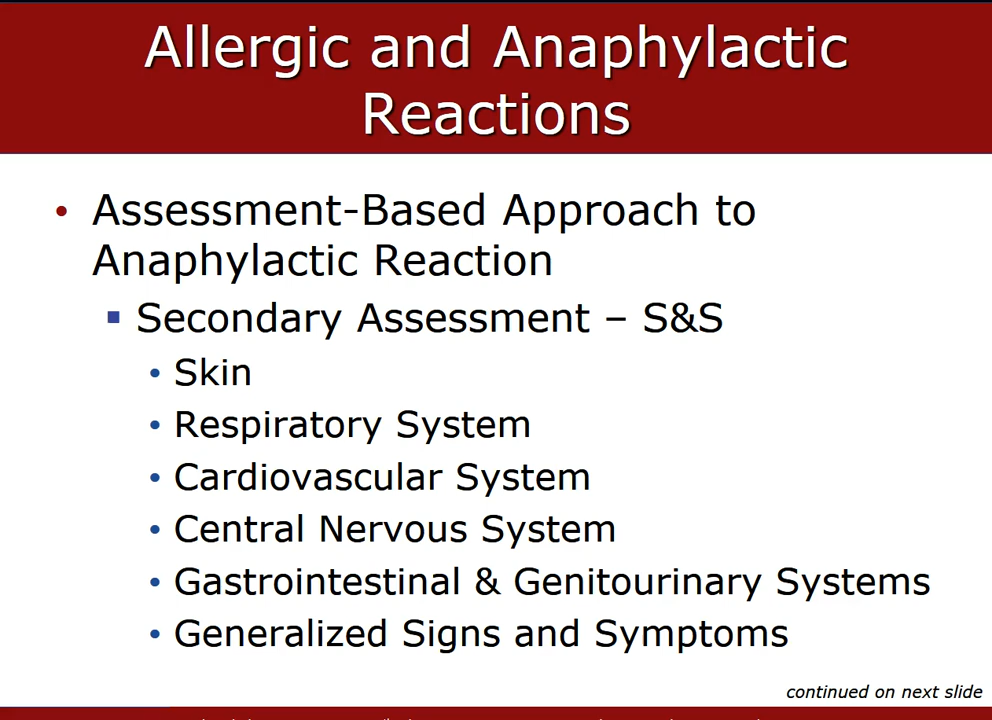 Allergic and Anaphylactic
Reactions
• Assessment-Based Approach to
Anaphylactic Reaction
▪ Secondary Assessment – S&S
• Skin
• Respiratory System
• Cardiovascular System
• Central Nervous System
• Gastrointestinal & Genitourinary Systems
• Generalized Signs and Symptoms
continued on next slide